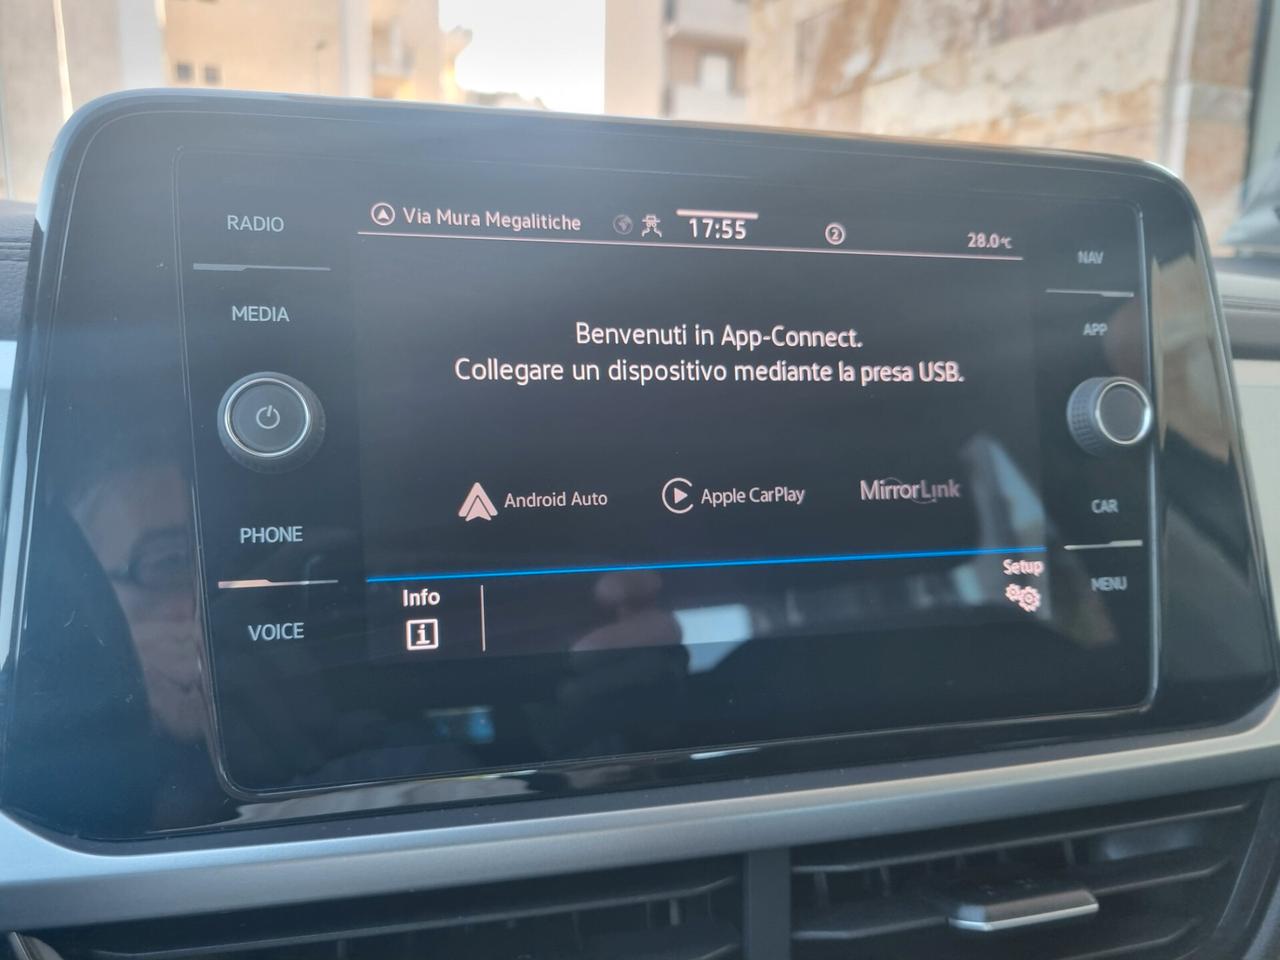 RADIO
MEDIA
PHONE
VOICE
Via Mura Megalitiche 17:55 2 28.0°C
Benvenuti in App-Connect.
Collegare un dispositivo mediante la presa USB.
Android Auto Apple CarPlay MirrorLink
Info Setup
i
NAV
APP
CAR
MENU